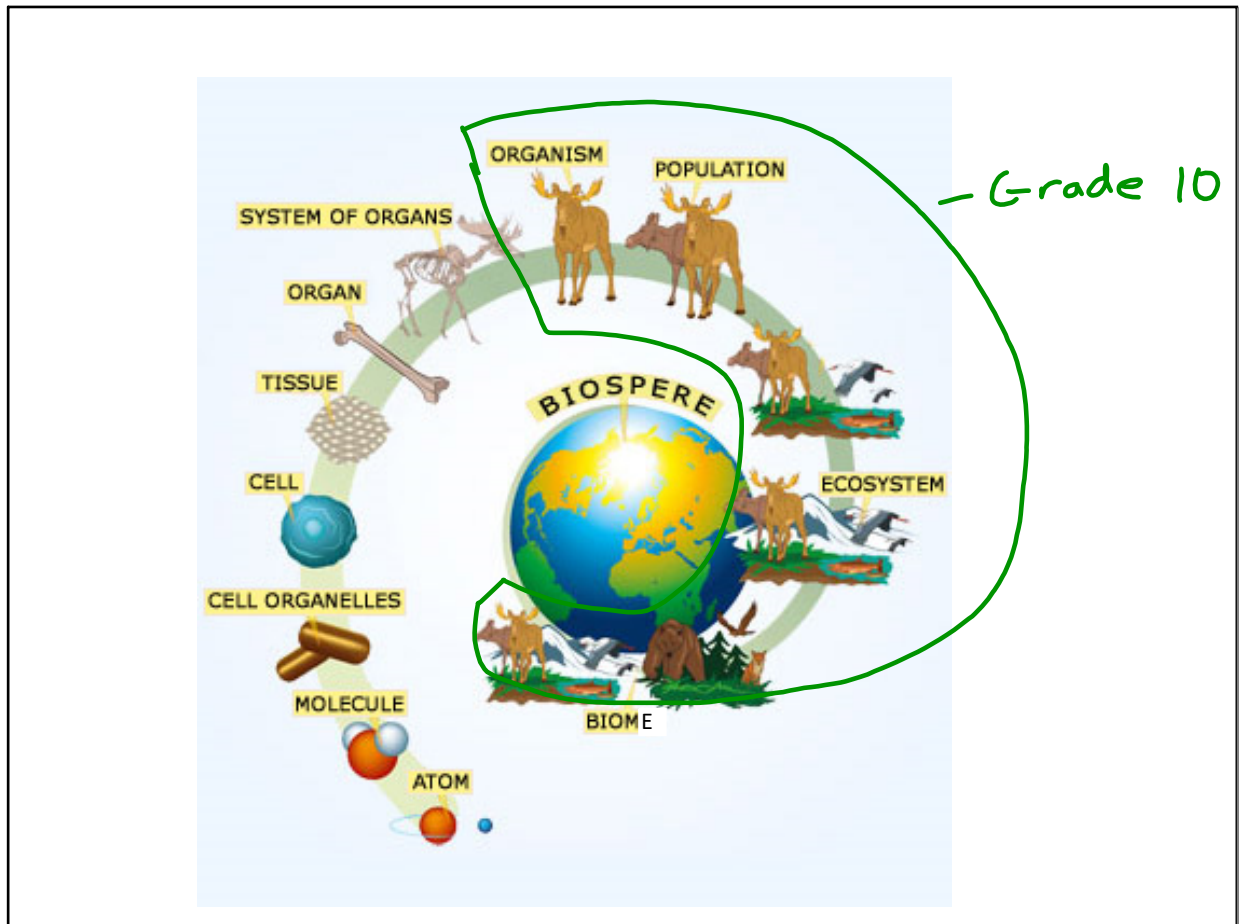 ORGANISM
POPULATION
Grade 10
SYSTEM OF ORGANS
ORGAN
TISSUE
BIOSPERE
CELL
ECOSYSTEM
CELL ORGANELLES
MOLECULE
BIOME
ATOM